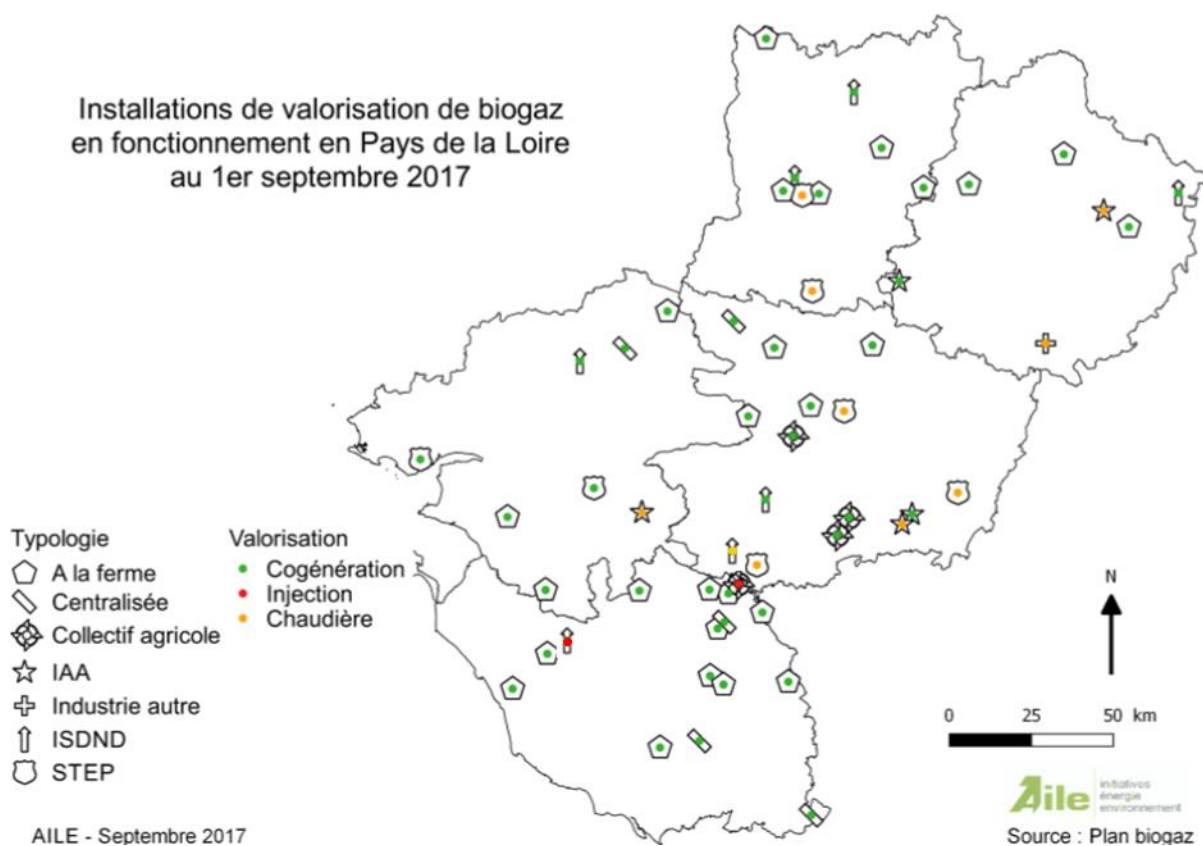 Installations de valorisation de biogaz
en fonctionnement en Pays de la Loire
au 1er septembre 2017
Typologie
A la ferme
Centralisée
Collectif agricole
IAA
Industrie autre
ISDND
STEP
Valorisation
Cogénération
Injection
Chaudière
N
0 25 50 km
Aile
initiatives
énergie
environnement
AILE - Septembre 2017
Source : Plan biogaz